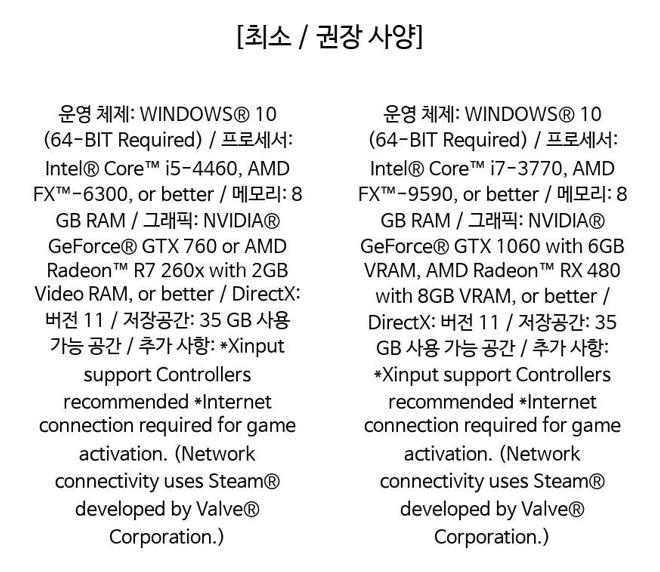 [최소 / 권장 사양]
운영 체제: WINDOWS® 10
(64-BIT Required) / 프로세서:
Intel® Core™ i5-4460, AMD
FX™-6300, or better / 메모리: 8
GB RAM / 그래픽: NVIDIA®
GeForce® GTX 760 or AMD
Radeon™ R7 260x with 2GB
Video RAM, or better / DirectX:
버전 11 / 저장공간: 35 GB 사용
가능 공간 / 추가 사항: *Xinput
support Controllers
recommended *Internet
connection required for game
activation. (Network
connectivity uses Steam®
developed by Valve®
Corporation.)
운영 체제: WINDOWS® 10
(64-BIT Required) / 프로세서:
Intel® Core™ i7-3770, AMD
FX™-9590, or better / 메모리: 8
GB RAM / 그래픽: NVIDIA®
GeForce® GTX 1060 with 6GB
VRAM, AMD Radeon™ RX 480
with 8GB VRAM, or better /
DirectX: 버전 11 / 저장공간: 35
GB 사용 가능 공간 / 추가 사항:
*Xinput support Controllers
recommended *Internet
connection required for game
activation. (Network
connectivity uses Steam®
developed by Valve®
Corporation.)